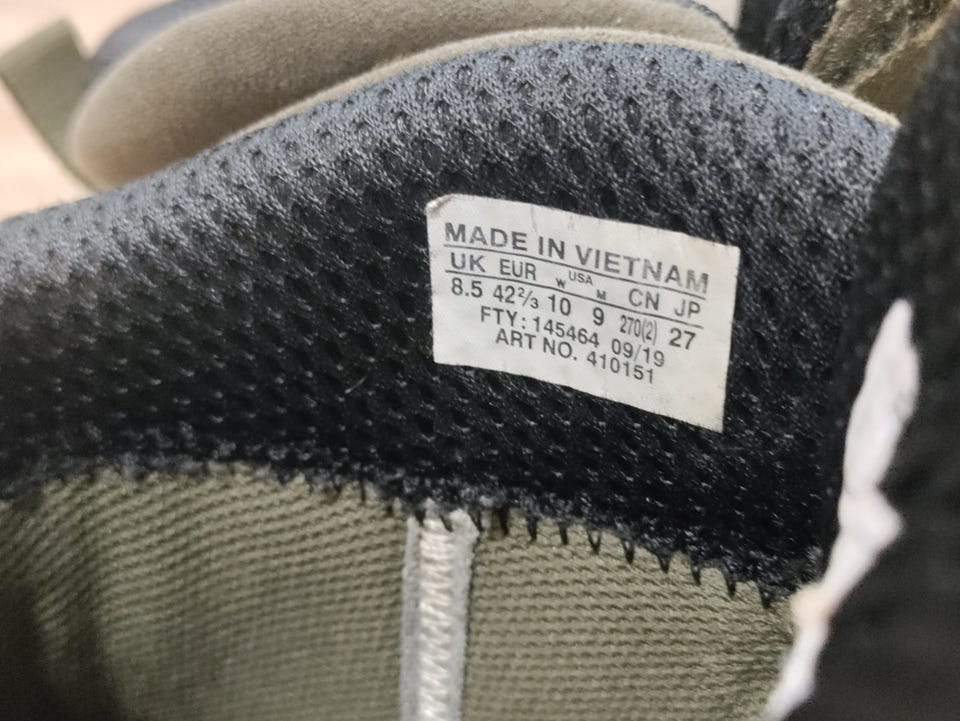 MADE IN VIETNAM
UK EUR W USA M CN JP
8.5 42⅔ 10 9 270(2) 27
FTY: 145464 09/19
ART NO. 410151